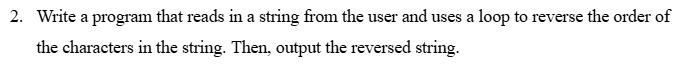 2. Write a program that reads in a string from the user and uses a loop to reverse the order of
the characters in the string. Then, output the reversed string.